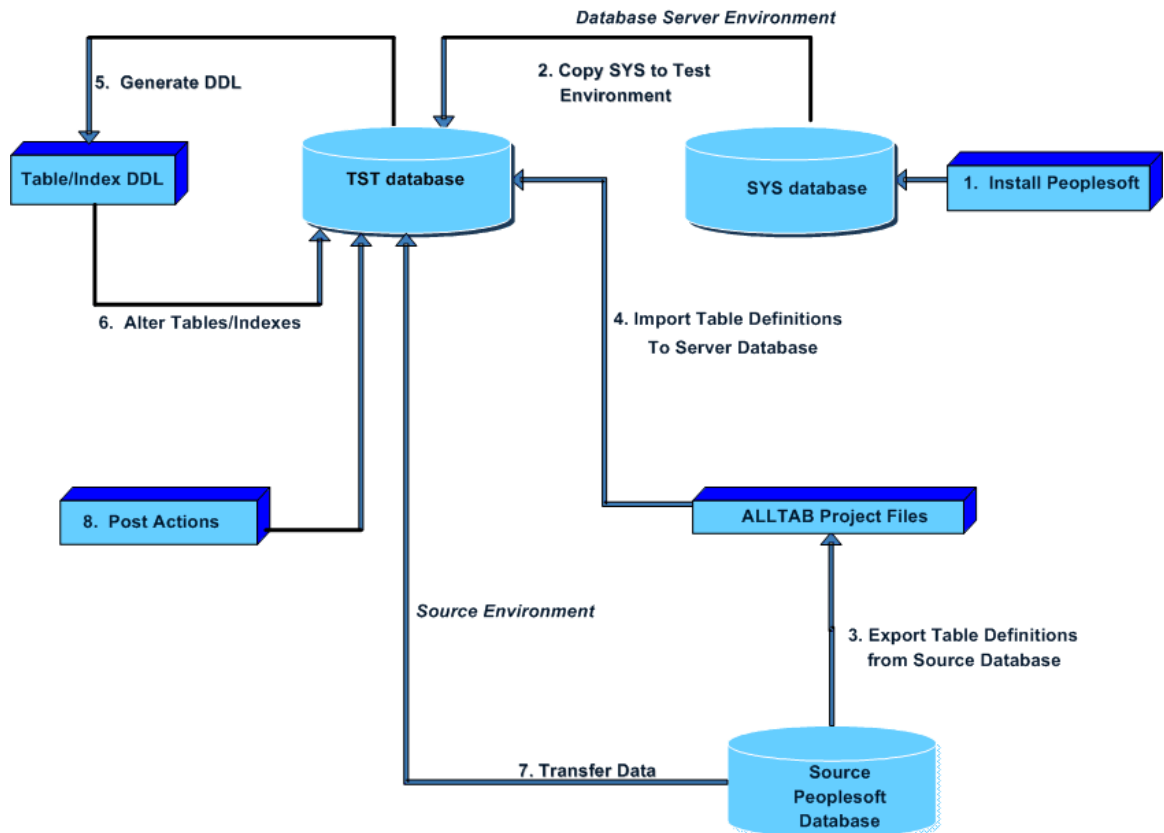 Database Server Environment
5. Generate DDL
2. Copy SYS to Test
Environment
Table/Index DDL
TST database
SYS database
1. Install Peoplesoft
6. Alter Tables/Indexes
4. Import Table Definitions
To Server Database
8. Post Actions
ALLTAB Project Files
Source Environment
3. Export Table Definitions
from Source Database
7. Transfer Data
Source
Peoplesoft
Database